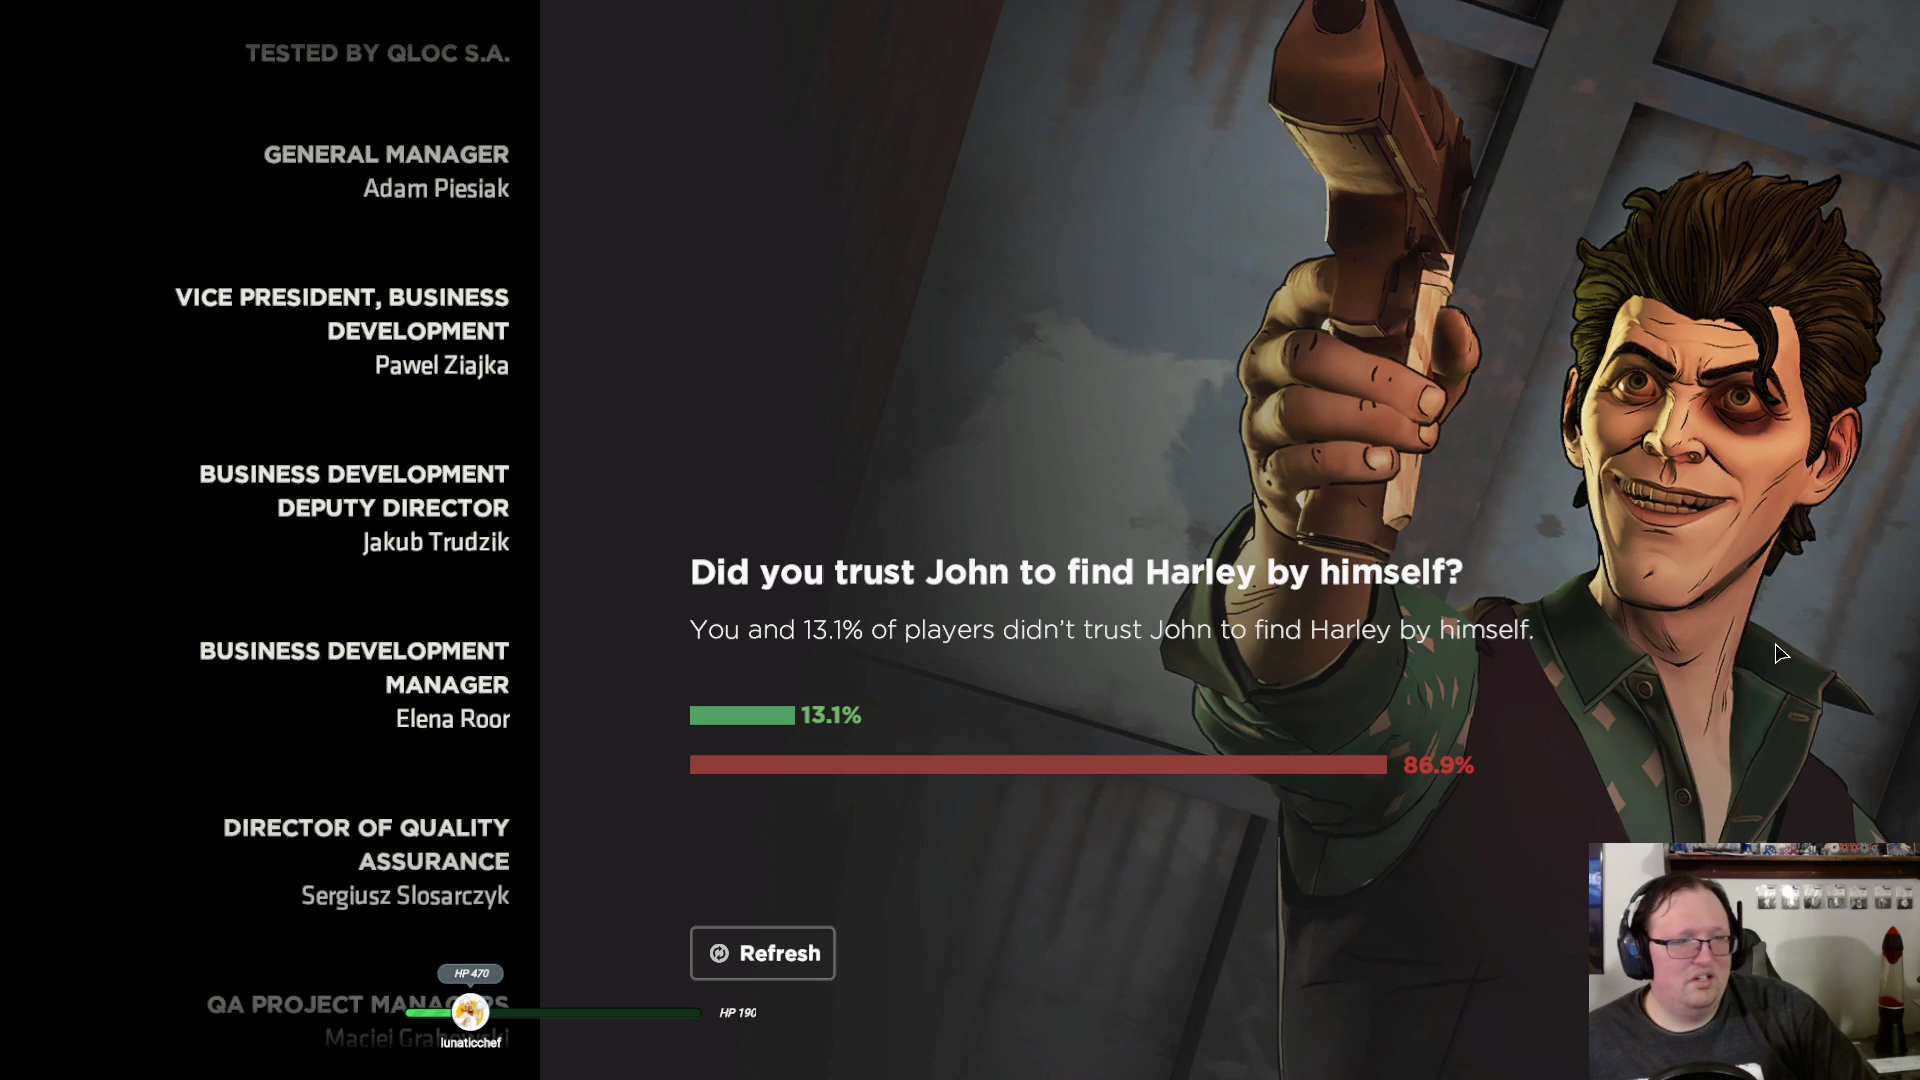 TESTED BY QLOC S.A.
GENERAL MANAGER
Adam Piesiak
VICE PRESIDENT, BUSINESS
DEVELOPMENT
Pawel Ziajka
BUSINESS DEVELOPMENT
DEPUTY DIRECTOR
Jakub Trudzik
BUSINESS DEVELOPMENT
MANAGER
Elena Roor
DIRECTOR OF QUALITY
ASSURANCE
Sergiusz Slosarczyk
QA PROJECT MANAGERS
Maciej
HP 470
lunaticchef
HP 190
Did you trust John to find Harley by himself?
You and 13.1% of players didn't trust John to find Harley by himself.
13.1%
86.9%
Refresh